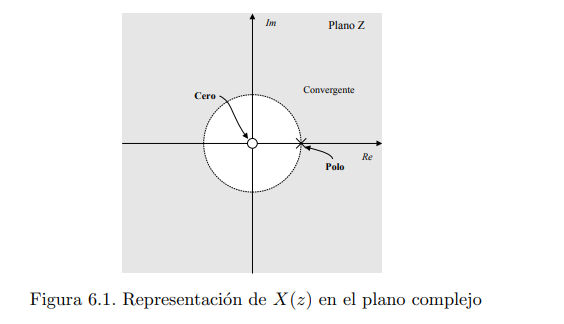 Im
Plano Z
Convergente
Cero
Re
Polo
Figura 6.1. Representación de X(z) en el plano complejo